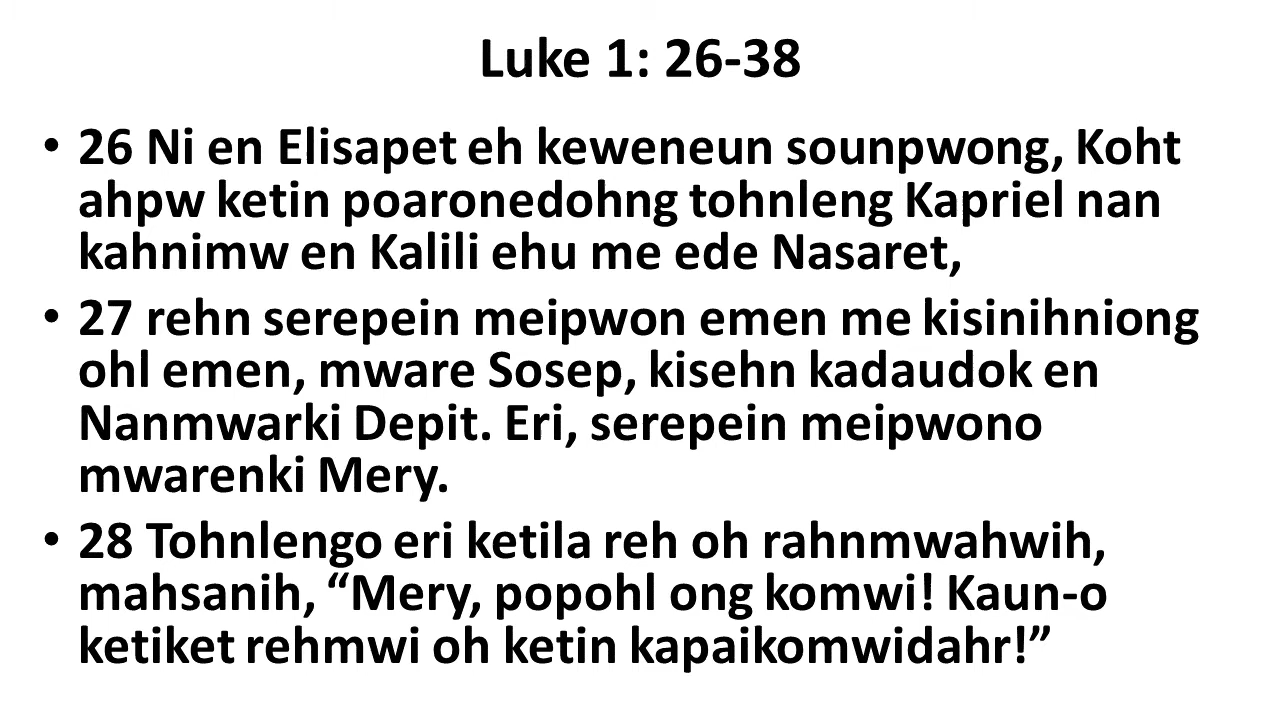 Luke 1: 26-38
• 26 Ni en Elisapet eh keweneun sounpwong, Koht
ahpw ketin poaronedohng tohnleng Kapriel nan
kahnimw en Kalili ehu me ede Nasaret,
• 27 rehn serepein meipwon emen me kisinihniong
ohl emen, mware Sosep, kisehn kadaudok en
Nanmwarki Depit. Eri, serepein meipwono
mwarenki Mery.
• 28 Tohnlengo eri ketila reh oh rahnmwahwih,
mahsanih, “Mery, popohl ong komwi! Kaun-o
ketiket rehmwi oh ketin kapaikomwidahr!”